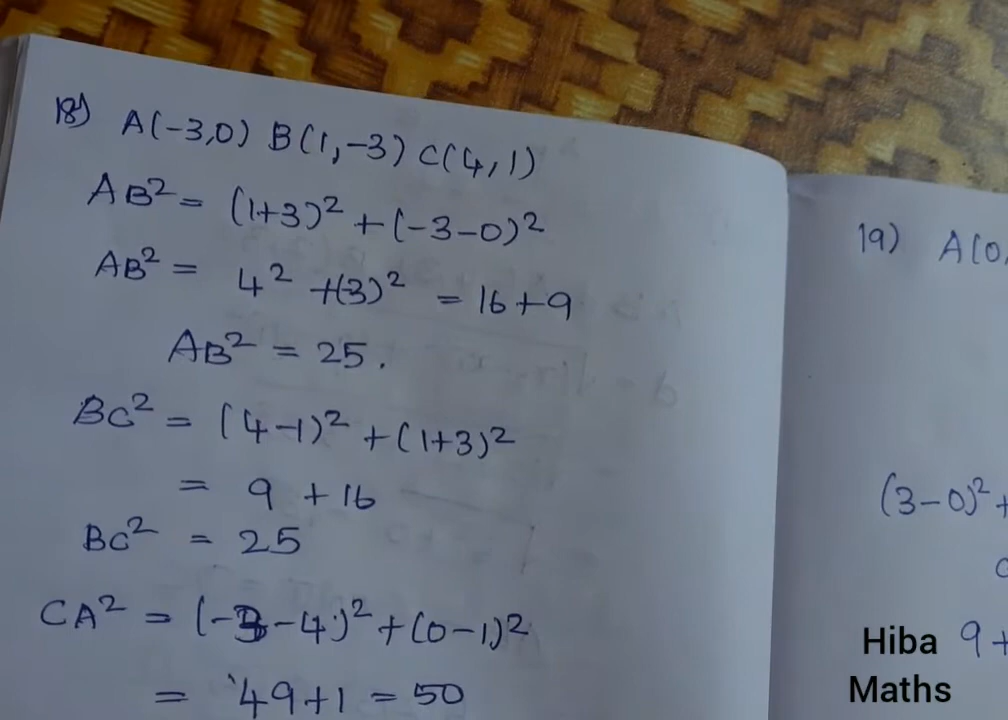 18) A(-3,0) B(1,-3) C(4,1)
AB² = (1+3)² + (-3-0)²
AB² = 4² +(-3)² = 16+9
AB² = 25.
BC² = (4-1)² + (1+3)²
= 9 + 16
BC² = 25
CA² = (-3-4)² + (0-1)²
= 49+1 = 50
19) A(0,
(3-0)² +
9+
Hiba
Maths